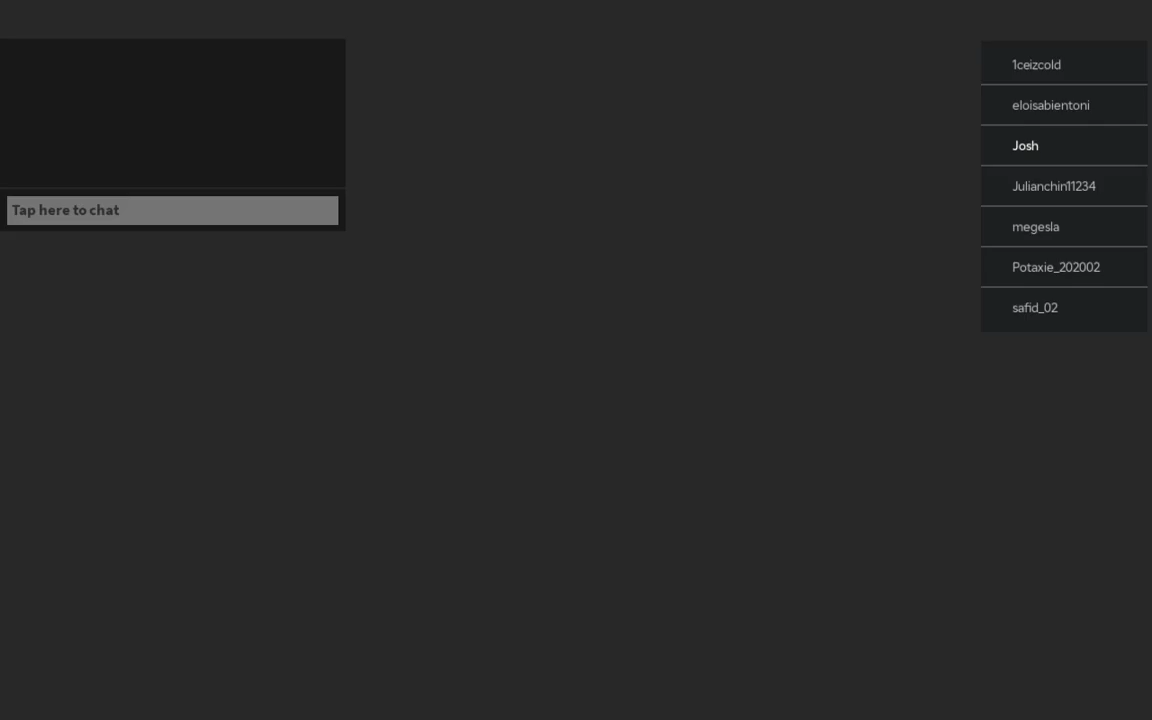 Tap here to chat
1ceizcold
eloisabientoni
Josh
Julianchin11234
megesla
Potaxie_202002
safid_02